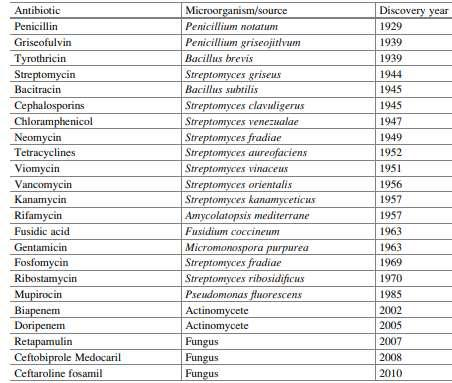 Antibiotic Microorganism/source Discovery year
Penicillin Penicillium notatum 1929
Griseofulvin Penicillium griseojitlvum 1939
Tyrothricin Bacillus brevis 1939
Streptomycin Streptomyces griseus 1944
Bacitracin Bacillus subtilis 1945
Cephalosporins Streptomyces clavuligerus 1945
Chloramphenicol Streptomyces venezualae 1947
Neomycin Streptomyces fradiae 1949
Tetracyclines Streptomyces aureofaciens 1952
Viomycin Streptomyces vinaceus 1951
Vancomycin Streptomyces orientalis 1956
Kanamycin Streptomyces kanamyceticus 1957
Rifamycin Amycolatopsis mediterrane 1957
Fusidic acid Fusidium coccineum 1963
Gentamicin Micromonospora purpurea 1963
Fosfomycin Streptomyces fradiae 1969
Ribostamycin Streptomyces ribosidificus 1970
Mupirocin Pseudomonas fluorescens 1985
Biapenem Actinomycete 2002
Doripenem Actinomycete 2005
Retapamulin Fungus 2007
Ceftobiprole Medocaril Fungus 2008
Ceftaroline fosamil Fungus 2010